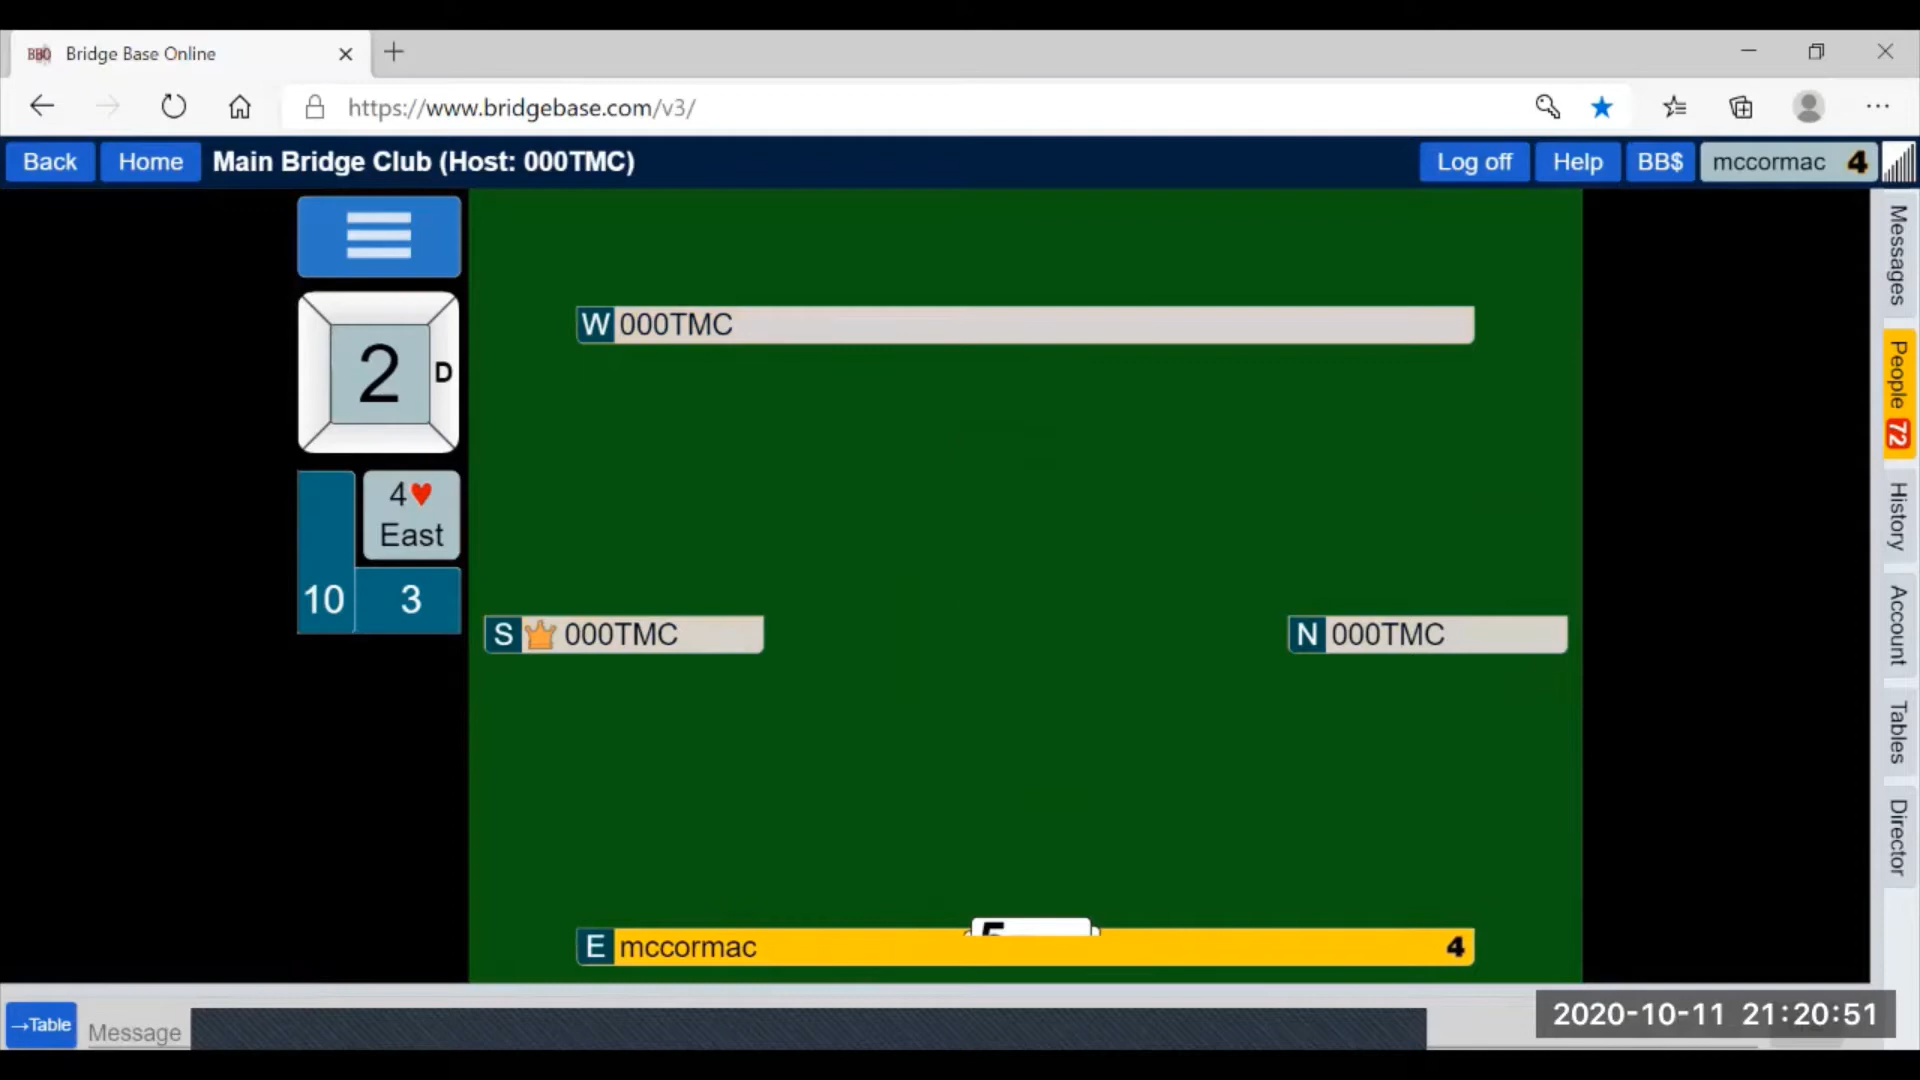 BBO Bridge Base Online
https://www.bridgebase.com/v3/
Back Home Main Bridge Club (Host: 000TMC) Log off Help BB$ mccormac 4
W 000TMC
2 D
4♥
East
10 3
S 000TMC
N 000TMC
5
E mccormac 4
Messages
People 72
History
Account
Tables
Director
→Table Message
2020-10-11 21:20:51